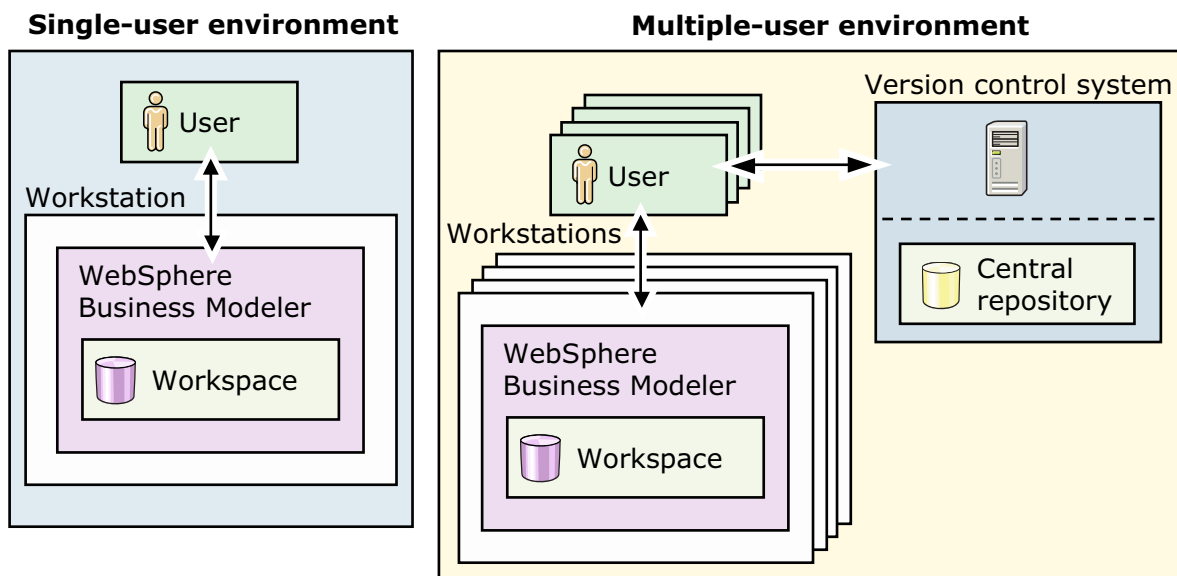 Single-user environment
User
Workstation
WebSphere
Business Modeler
Workspace
Multiple-user environment
Version control system
User
Workstations
Central
repository
WebSphere
Business Modeler
Workspace